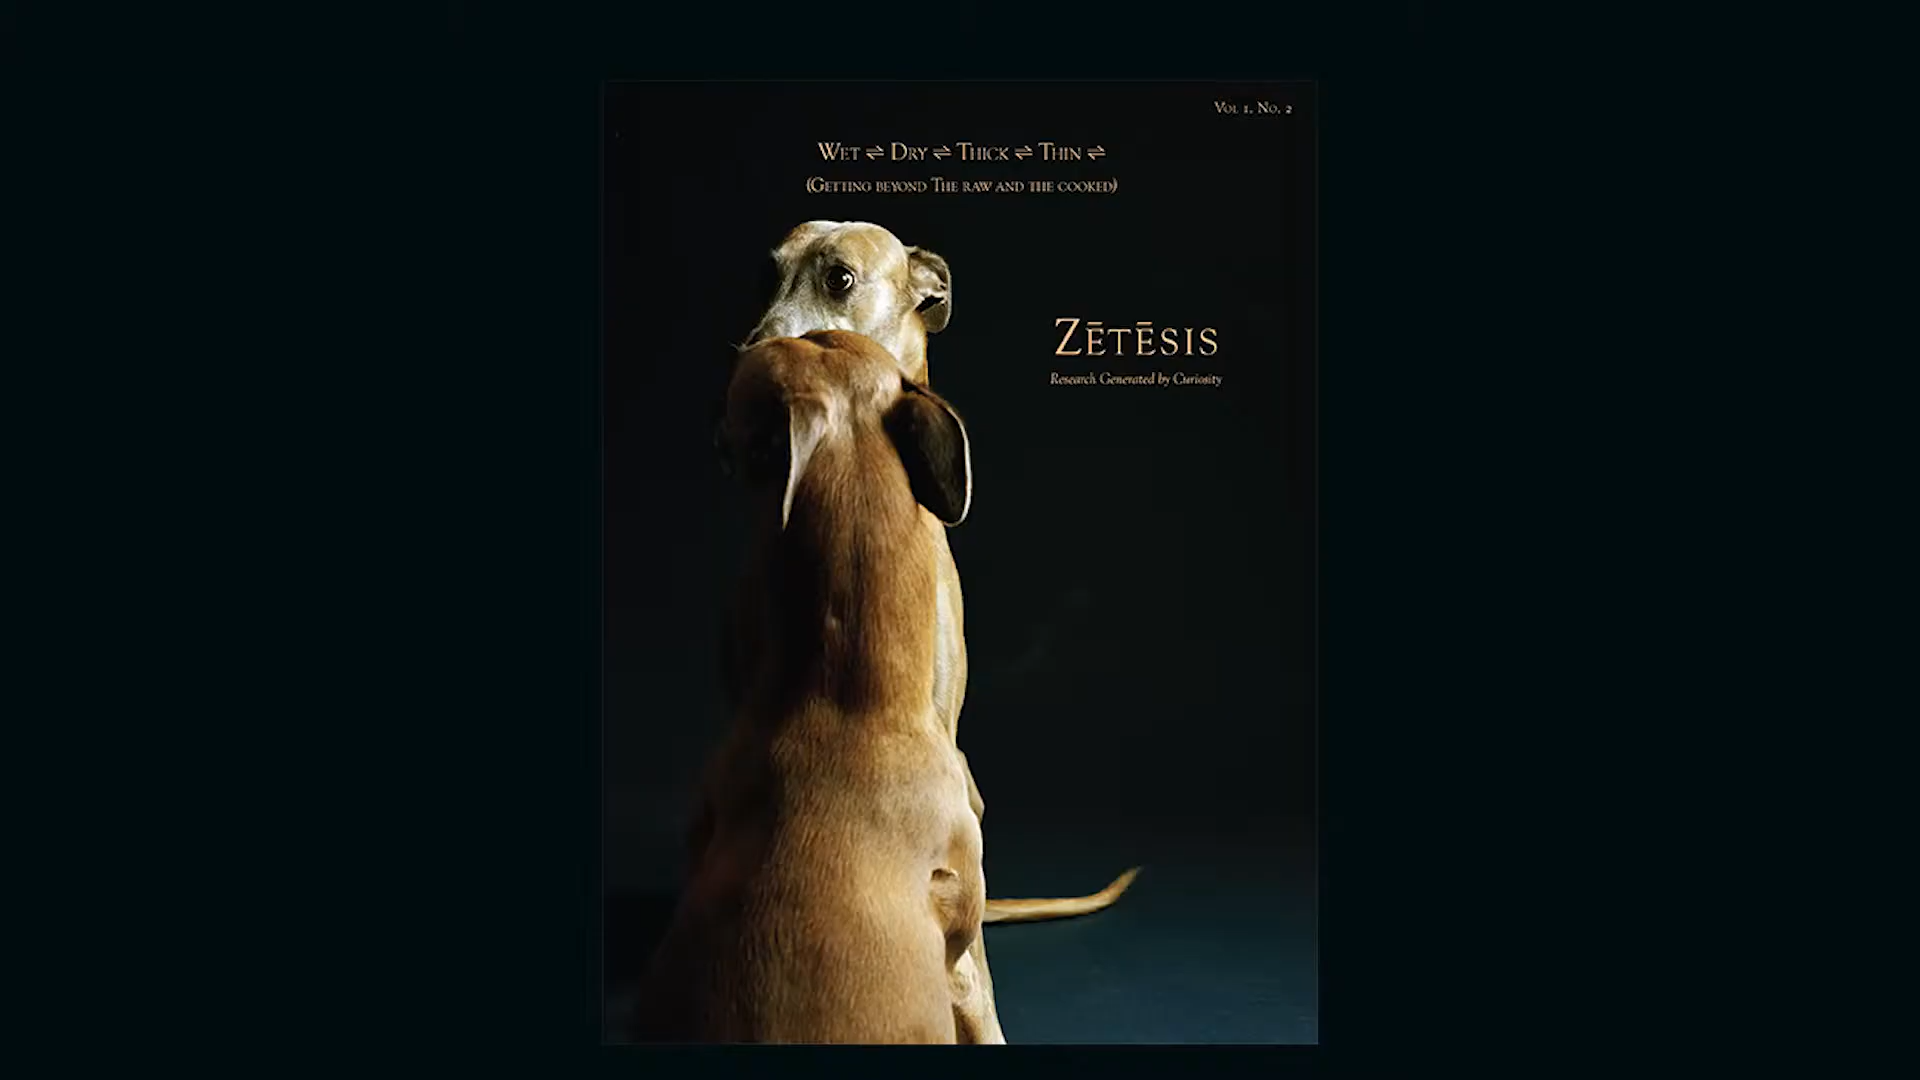 Vol 1. No. 2
Wet ⇌ Dry ⇌ Thick ⇌ Thin ⇌
(Getting beyond The raw and the cooked)
Zētēsis
Research Generated by Curiosity